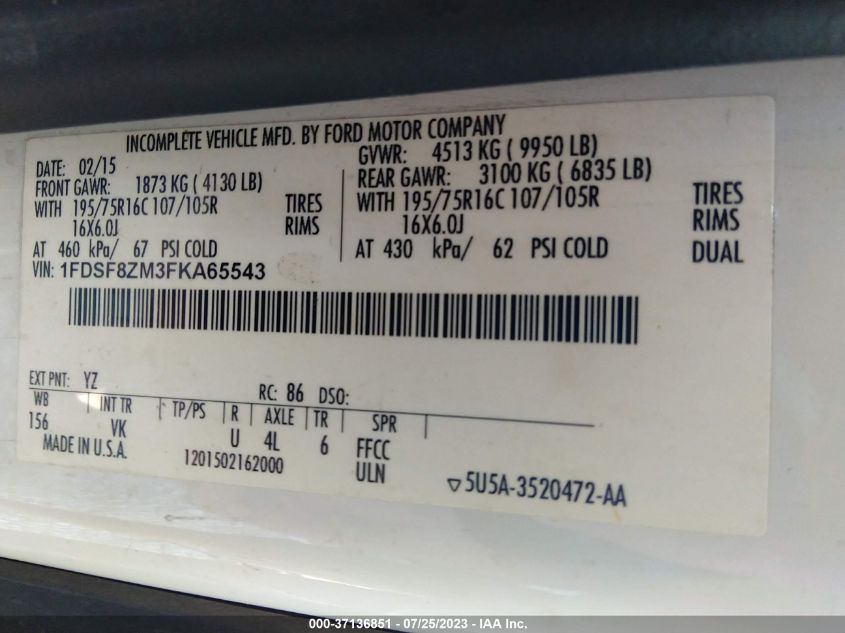 INCOMPLETE VEHICLE MFD. BY FORD MOTOR COMPANY
DATE: 02/15
GVWR: 4513 KG ( 9950 LB)
FRONT GAWR: 1873 KG ( 4130 LB)
REAR GAWR: 3100 KG ( 6835 LB)
WITH 195/75R16C 107/105R TIRES
WITH 195/75R16C 107/105R TIRES
16X6.0J RIMS
16X6.0J RIMS
AT 460 kPa/ 67 PSI COLD
AT 430 kPa/ 62 PSI COLD DUAL
VIN: 1FDSF8ZM3FKA65543
EXT PNT: YZ RC: 86 DSO:
WB INT TR TP/PS R AXLE TR SPR
156 VK U 4L 6 FFCC
MADE IN U.S.A. 1201502162000 ULN
▽5U5A-3520472-AA
000-37136851 - 07/25/2023 - IAA Inc.